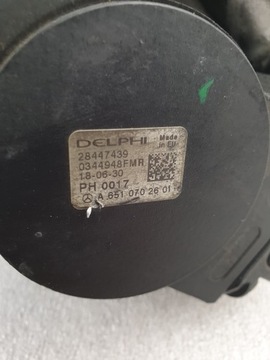 DELPHI
Made
in EU
28447439
0344948FMR
18-06-30
PH 0017
A 651 070 26 01